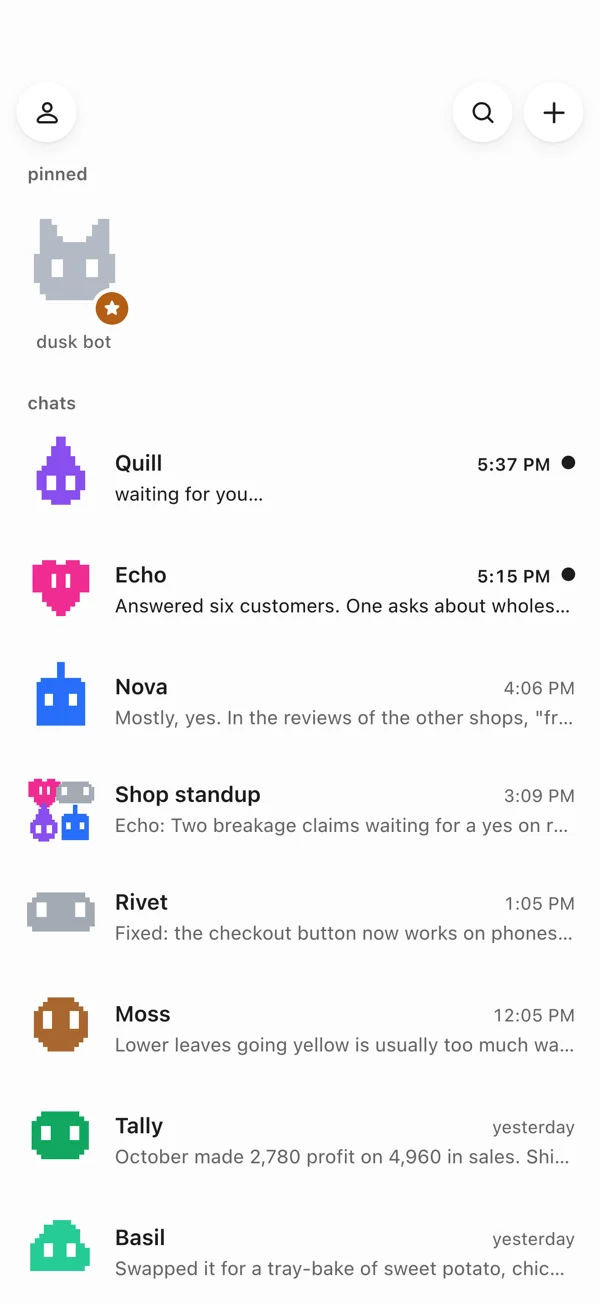 pinned
dusk bot
chats
Quill 5:37 PM
waiting for you...
Echo 5:15 PM
Answered six customers. One asks about wholes...
Nova 4:06 PM
Mostly, yes. In the reviews of the other shops, "fr...
Shop standup 3:09 PM
Echo: Two breakage claims waiting for a yes on r...
Rivet 1:05 PM
Fixed: the checkout button now works on phones...
Moss 12:05 PM
Lower leaves going yellow is usually too much wa...
Tally yesterday
October made 2,780 profit on 4,960 in sales. Shi...
Basil yesterday
Swapped it for a tray-bake of sweet potato, chic...